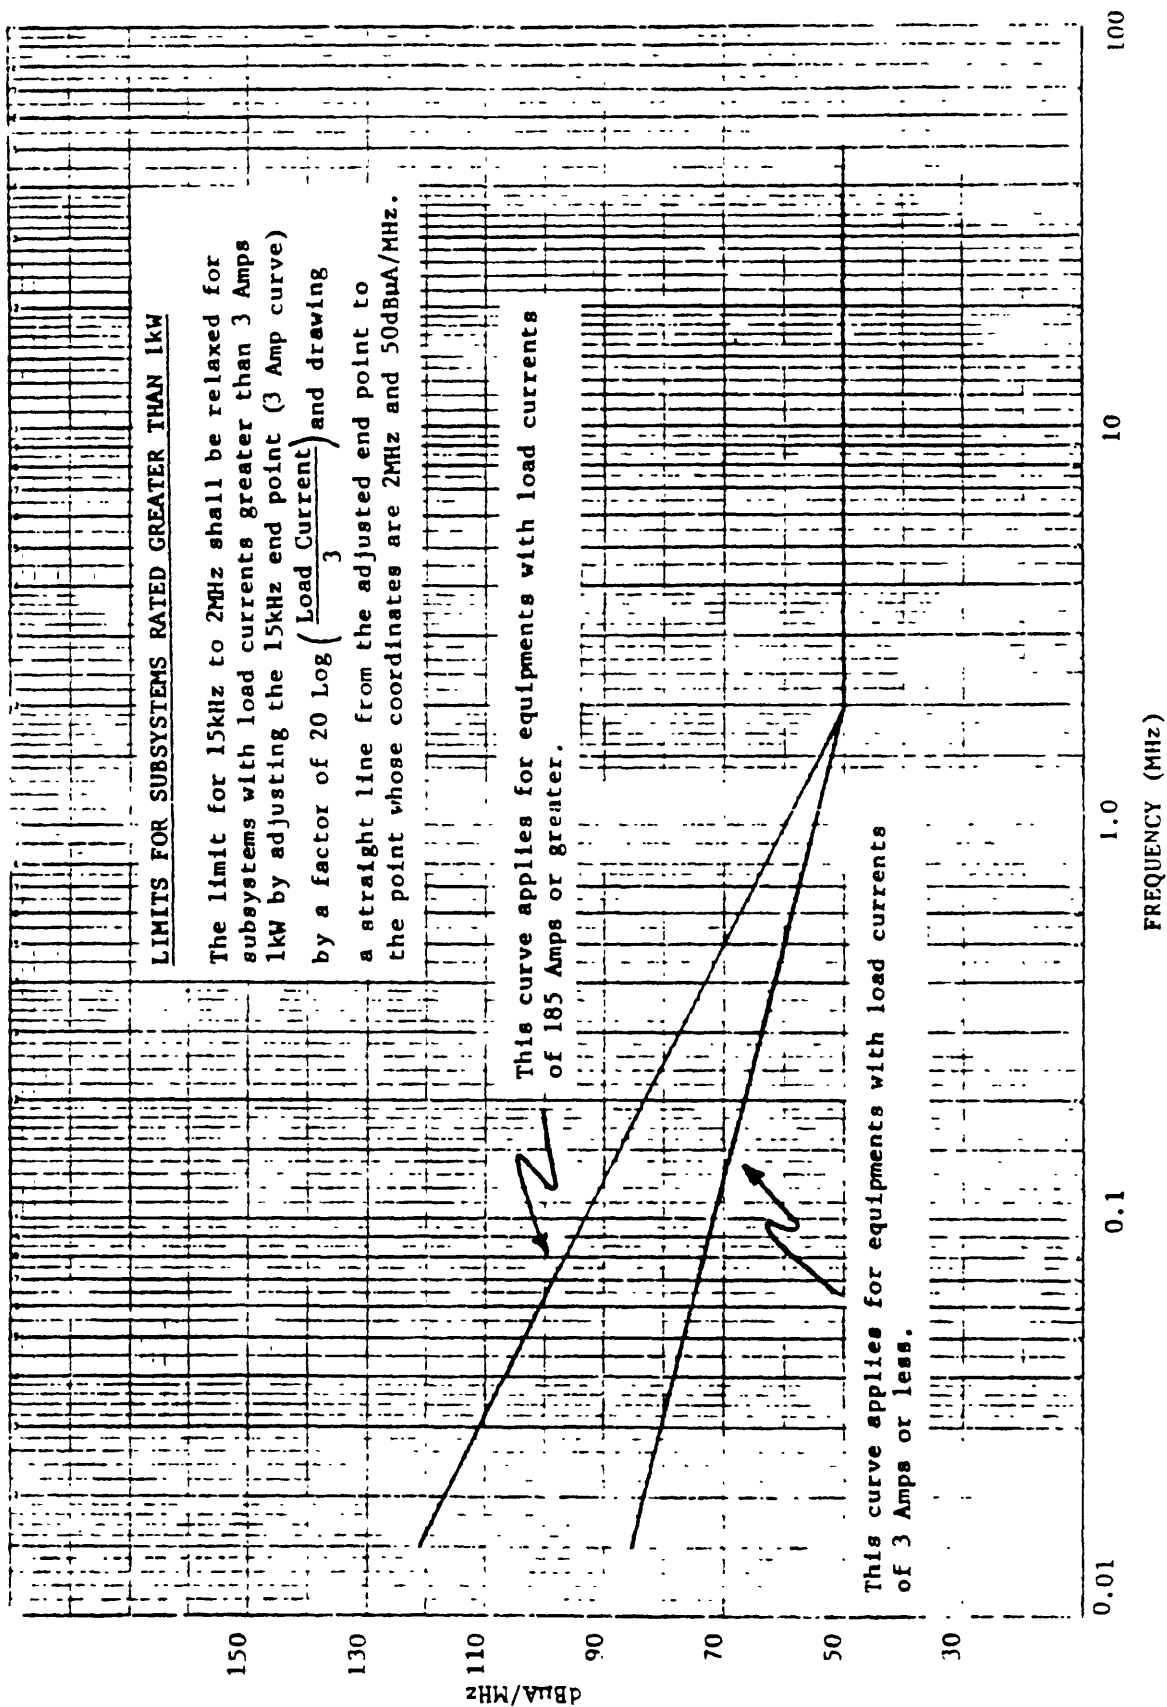 LIMITS FOR SUBSYSTEMS RATED GREATER THAN 1kW
The limit for 15kHz to 2MHz shall be relaxed for
subsystems with load currents greater than 3 Amps
1kW by adjusting the 15kHz end point (3 Amp curve)
by a factor of 20 Log (Load Current / 3) and drawing
a straight line from the adjusted end point to
the point whose coordinates are 2MHz and 50dBµA/MHz.
This curve applies for equipments with load currents
of 185 Amps or greater.
This curve applies for equipments with load currents
of 3 Amps or less.
dBµA/MHz
150
110
90
70
50
30
0.01
0.1
1.0
10
100
FREQUENCY (MHz)